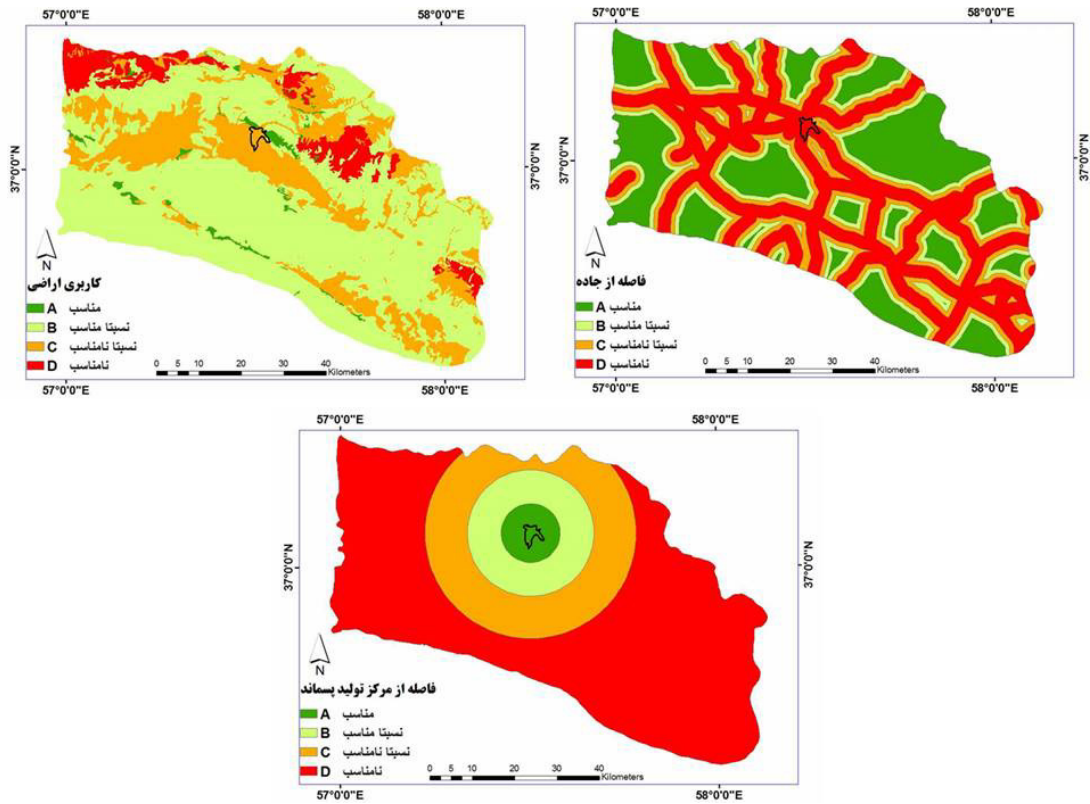 57°0'0"E
58°0'0"E
37°0'0"N
37°0'0"N
N
کاربری اراضی
A مناسب
B نسبتا مناسب
C نسبتا نامناسب
D نامناسب
0 5 10 20 30 40
Kilometers
57°0'0"E
58°0'0"E
57°0'0"E
58°0'0"E
37°0'0"N
37°0'0"N
N
فاصله از جاده
A مناسب
B نسبتا مناسب
C نسبتا نامناسب
D نامناسب
0 5 10 20 30 40
Kilometers
57°0'0"E
58°0'0"E
57°0'0"E
58°0'0"E
37°0'0"N
37°0'0"N
N
فاصله از مرکز تولید پسماند
A مناسب
B نسبتا مناسب
C نسبتا نامناسب
D نامناسب
0 5 10 20 30 40
Kilometers
57°0'0"E
58°0'0"E